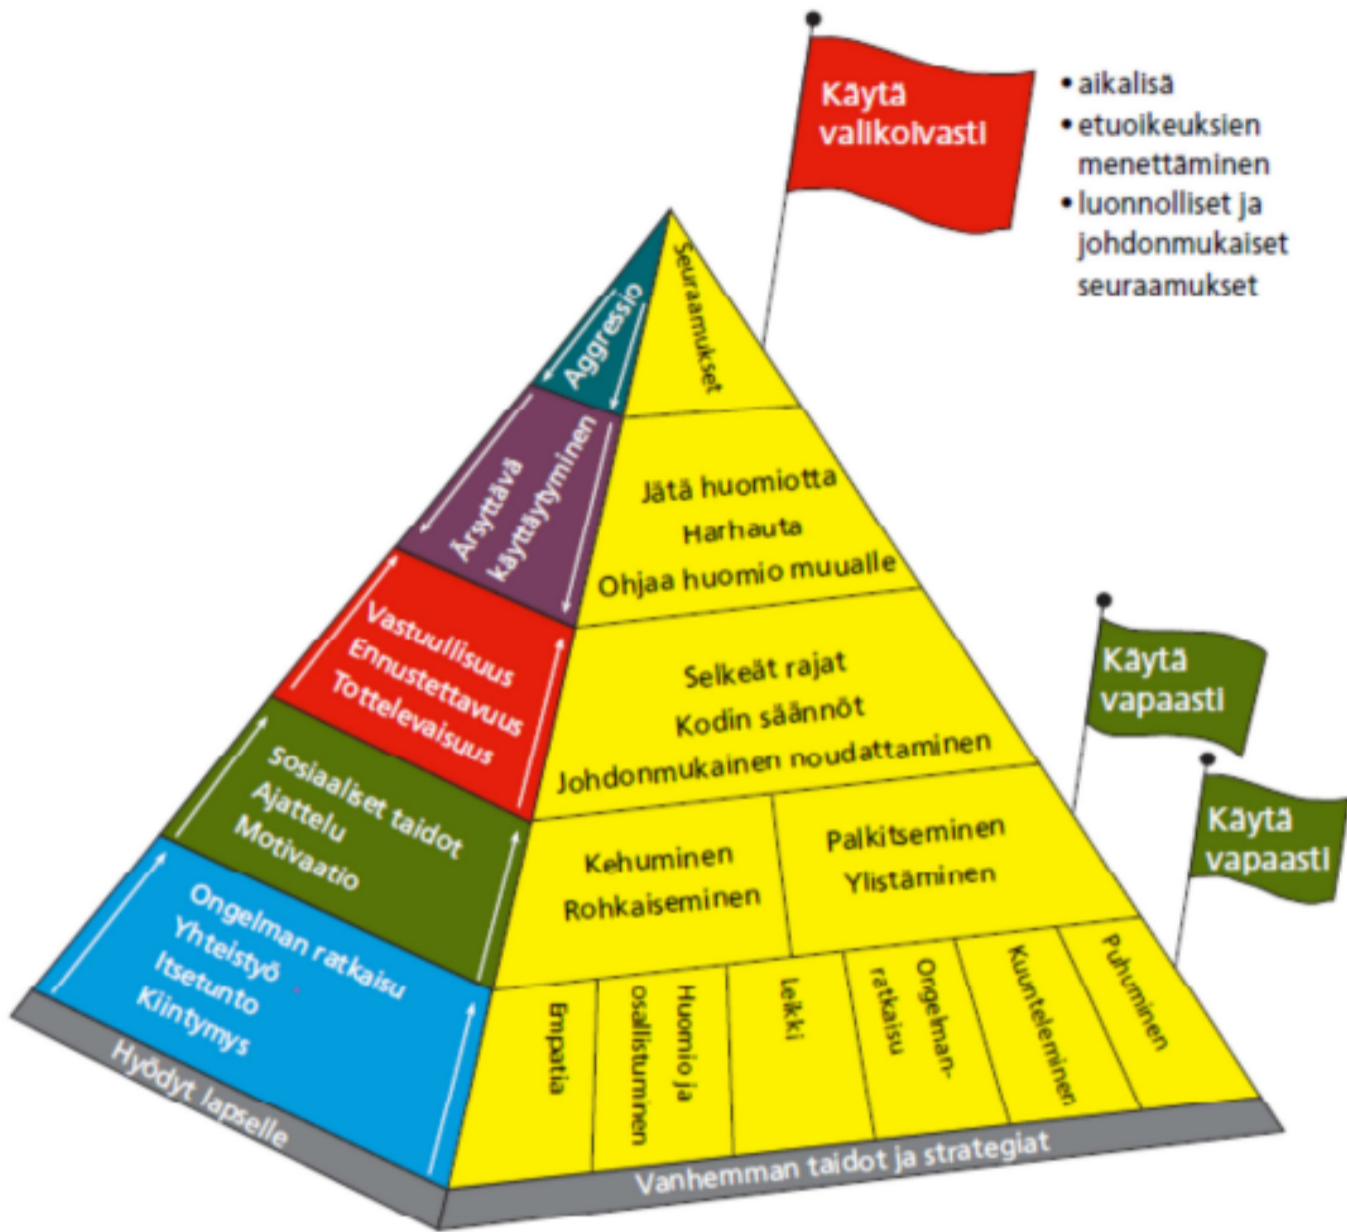 Käytä
valikoivasti
• aikalisä
• etuoikeuksien
menettäminen
• luonnolliset ja
johdonmukaiset
seuraamukset
Aggressio
Seuraamukset
Ärsyttävä
käyttäytyminen
Jätä huomiotta
Harhauta
Ohjaa huomio muualle
Vastuullisuus
Ennustettavuus
Tottelevaisuus
Selkeät rajat
Kodin säännöt
Johdonmukainen noudattaminen
Käytä
vapaasti
Sosiaaliset taidot
Ajattelu
Motivaatio
Kehuminen
Rohkaiseminen
Palkitseminen
Ylistäminen
Käytä
vapaasti
Ongelman ratkaisu
Yhteistyö
Itsetunto
Kiintymys
Empatia
Huomio ja
osallistuminen
Leikki
Ongelman-
ratkaisu
Kuunteleminen
Puhuminen
Hyödyt lapselle
Vanhemman taidot ja strategiat